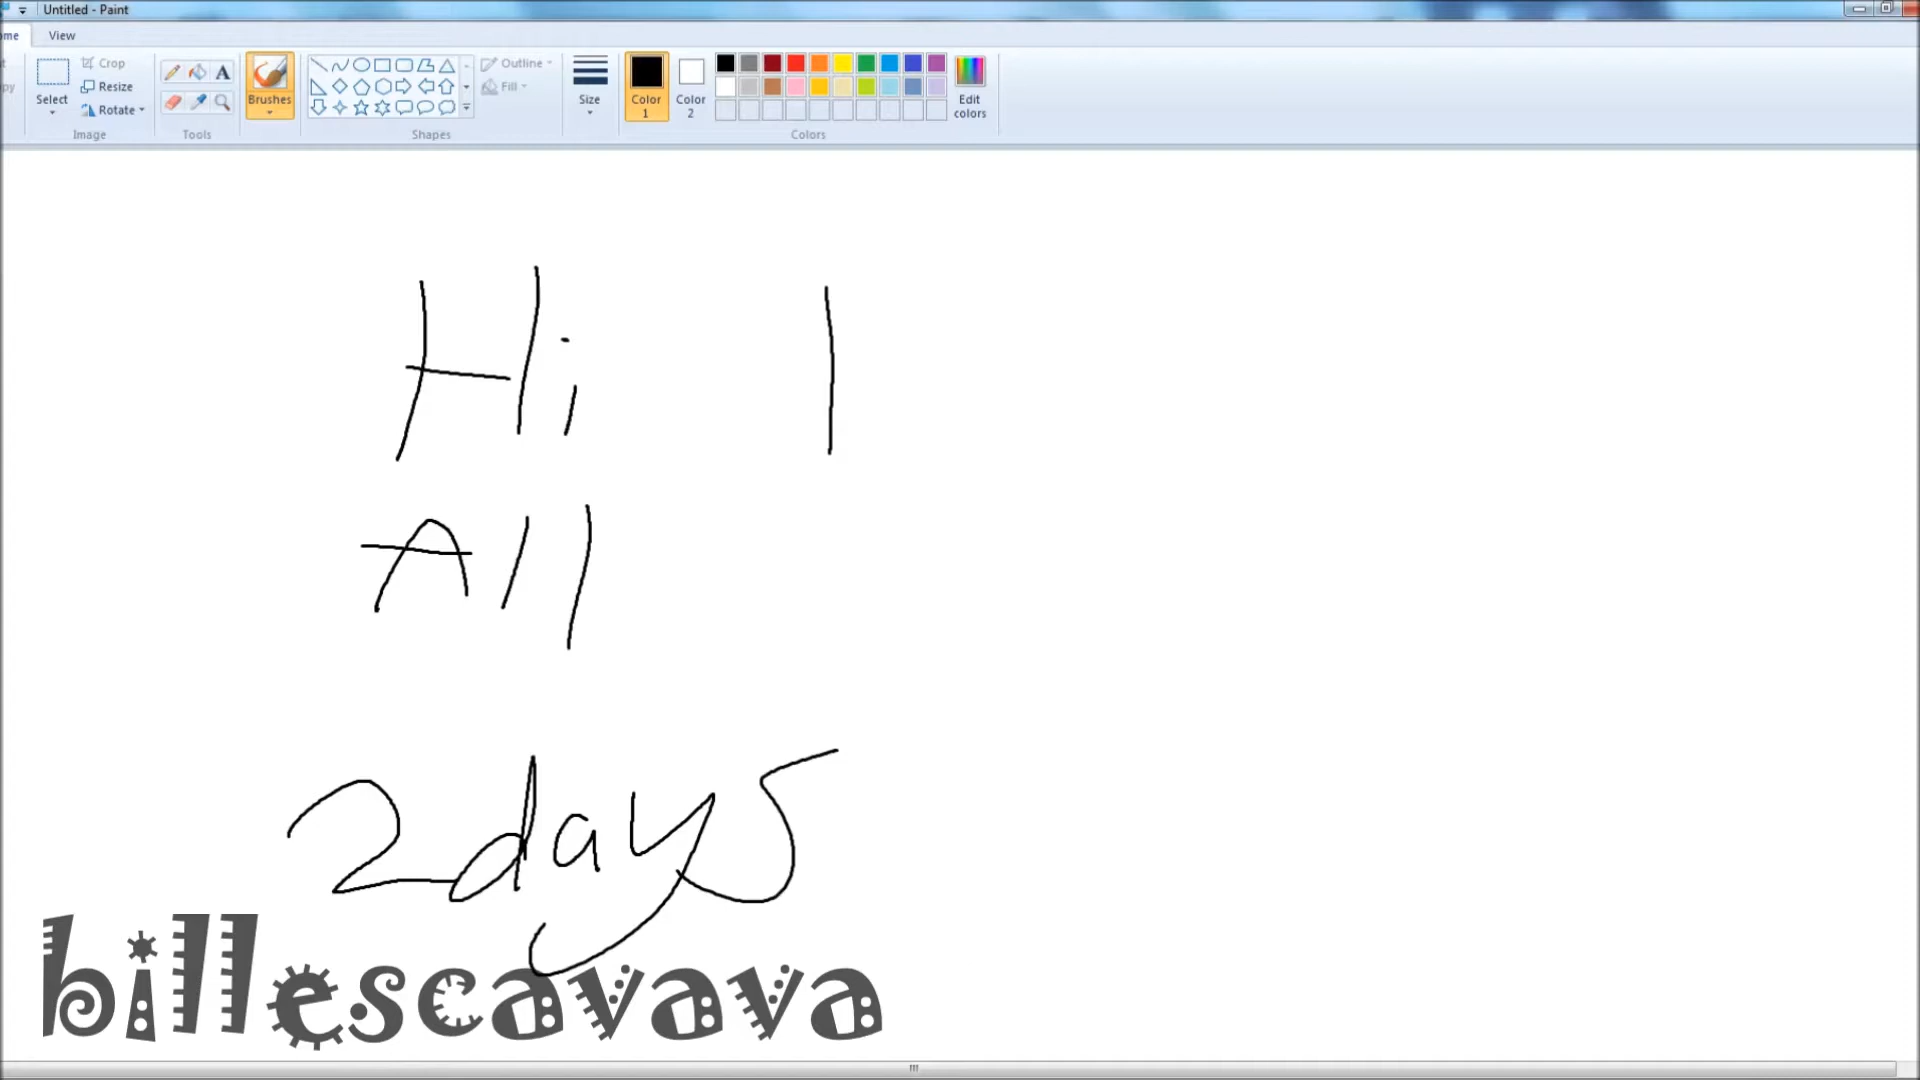 Untitled - Paint
View
Select
Crop
Resize
Rotate
Image
Tools
Brushes
Shapes
Outline
Fill
Size
Color 1
Color 2
Edit colors
Colors
Hi |
All
2days
billescavava